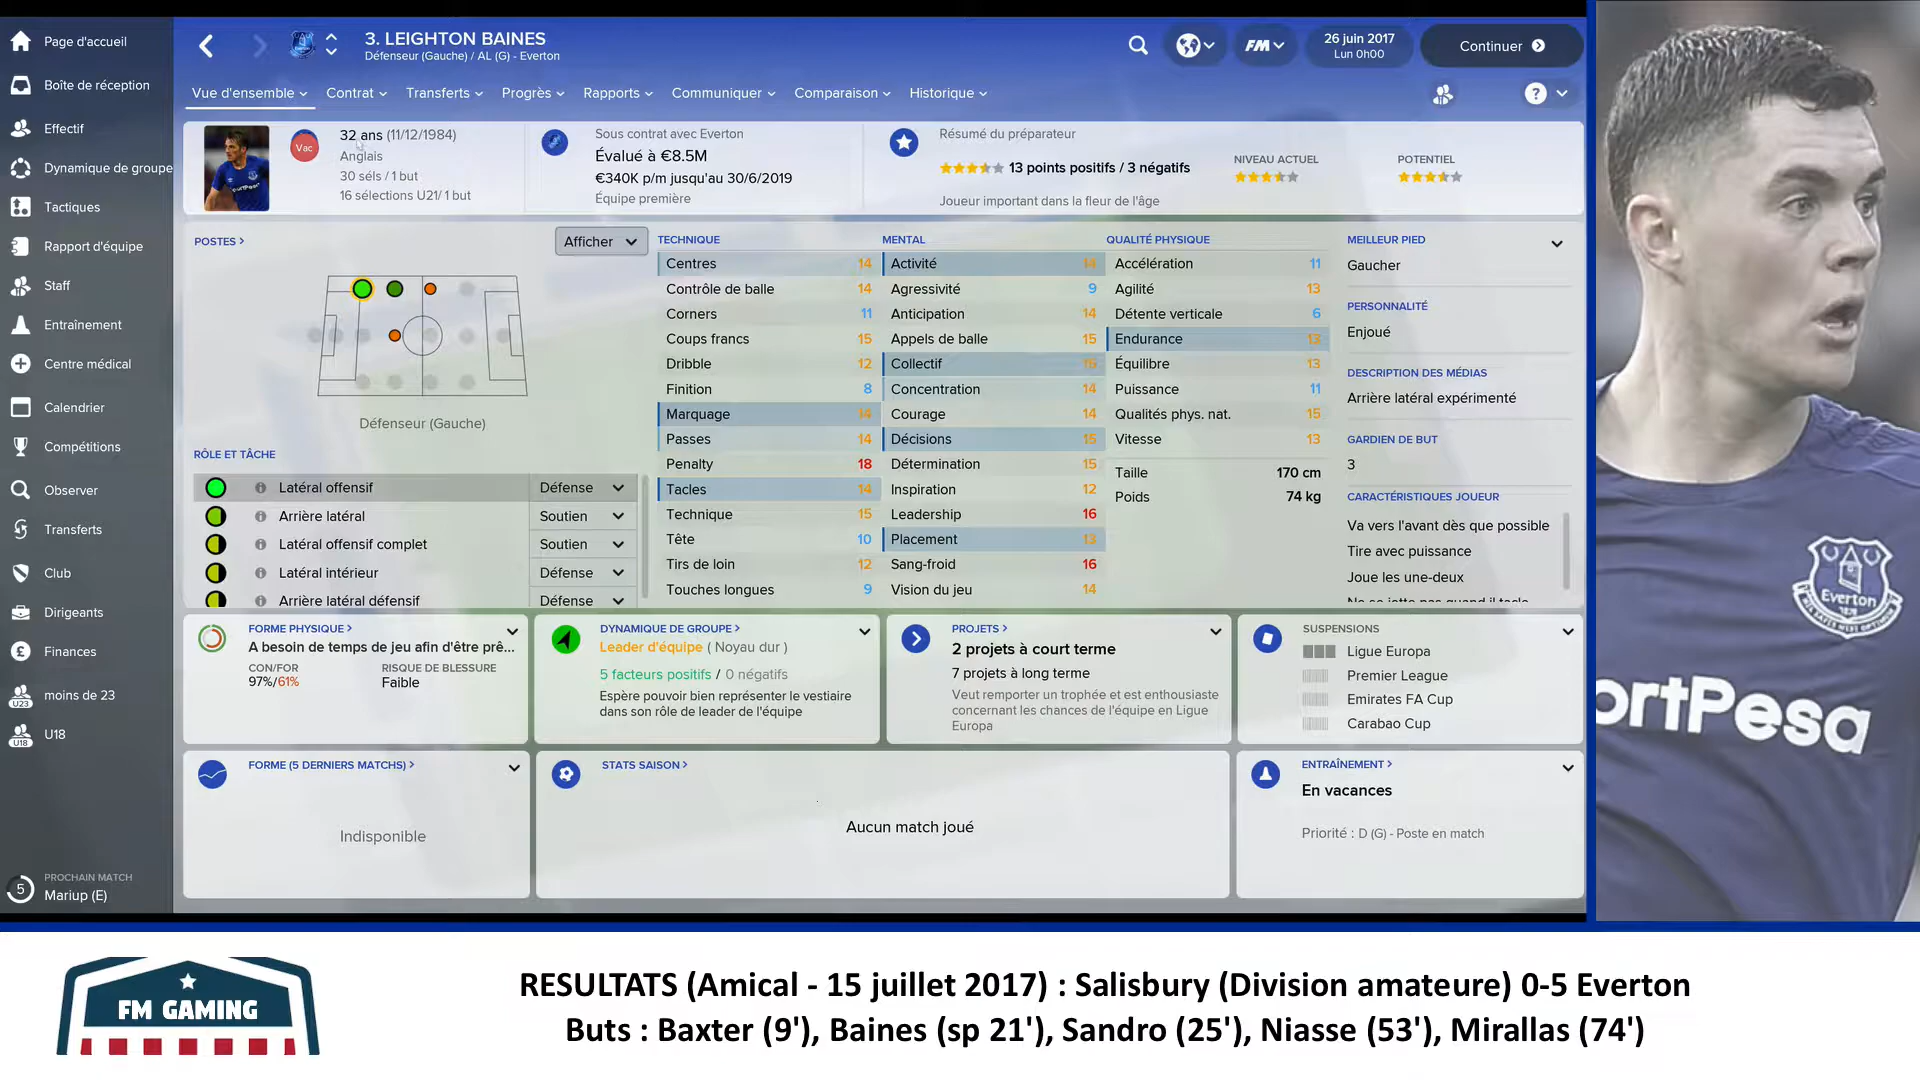 Page d'accueil
Boîte de réception
Effectif
Dynamique de groupe
Tactiques
Rapport d'équipe
Staff
Entraînement
Centre médical
Calendrier
Compétitions
Observer
Transferts
Club
Dirigeants
Finances
U23
moins de 23
U18
U18
5
PROCHAIN MATCH
Mariup (E)
3. LEIGHTON BAINES
Défenseur (Gauche) / AL (G) - Everton
FM
26 juin 2017
Lun 0h00
Continuer
Vue d'ensemble
Contrat
Transferts
Progrès
Rapports
Communiquer
Comparaison
Historique
?
Vac
32 ans (11/12/1984)
Anglais
30 séls / 1 but
16 sélections U21/ 1 but
Sous contrat avec Everton
Évalué à €8.5M
€340K p/m jusqu'au 30/6/2019
Équipe première
Résumé du préparateur
13 points positifs / 3 négatifs
Joueur important dans la fleur de l'âge
NIVEAU ACTUEL
POTENTIEL
POSTES >
Afficher
Défenseur (Gauche)
RÔLE ET TÂCHE
Latéral offensif Défense
Arrière latéral Soutien
Latéral offensif complet Soutien
Latéral intérieur Défense
Arrière latéral défensif Défense
TECHNIQUE
Centres 14
Contrôle de balle 14
Corners 11
Coups francs 15
Dribble 12
Finition 8
Marquage 14
Passes 14
Penalty 18
Tacles 14
Technique 15
Tête 10
Tirs de loin 12
Touches longues 9
MENTAL
Activité 14
Agressivité 9
Anticipation 14
Appels de balle 15
Collectif
Concentration 14
Courage 14
Décisions 15
Détermination 15
Inspiration 12
Leadership 16
Placement 13
Sang-froid 16
Vision du jeu 14
QUALITÉ PHYSIQUE
Accélération 11
Agilité 13
Détente verticale 6
Endurance 13
Équilibre 13
Puissance 11
Qualités phys. nat. 15
Vitesse 13
Taille 170 cm
Poids 74 kg
MEILLEUR PIED
Gaucher
PERSONNALITÉ
Enjoué
DESCRIPTION DES MÉDIAS
Arrière latéral expérimenté
GARDIEN DE BUT
3
CARACTÉRISTIQUES JOUEUR
Va vers l'avant dès que possible
Tire avec puissance
Joue les une-deux
Ne se jette pas quand il tacle
FORME PHYSIQUE >
A besoin de temps de jeu afin d'être prê...
CON/FOR
97%/61%
RISQUE DE BLESSURE
Faible
DYNAMIQUE DE GROUPE >
Leader d'équipe ( Noyau dur )
5 facteurs positifs / 0 négatifs
Espère pouvoir bien représenter le vestiaire
dans son rôle de leader de l'équipe
PROJETS >
2 projets à court terme
7 projets à long terme
Veut remporter un trophée et est enthousiaste
concernant les chances de l'équipe en Ligue
Europa
SUSPENSIONS
Ligue Europa
Premier League
Emirates FA Cup
Carabao Cup
FORME (5 DERNIERS MATCHS) >
Indisponible
STATS SAISON >
Aucun match joué
ENTRAÎNEMENT >
En vacances
Priorité : D (G) - Poste en match
Everton
1878
ortPesa
FM GAMING
RESULTATS (Amical - 15 juillet 2017) : Salisbury (Division amateure) 0-5 Everton
Buts : Baxter (9'), Baines (sp 21'), Sandro (25'), Niasse (53'), Mirallas (74')